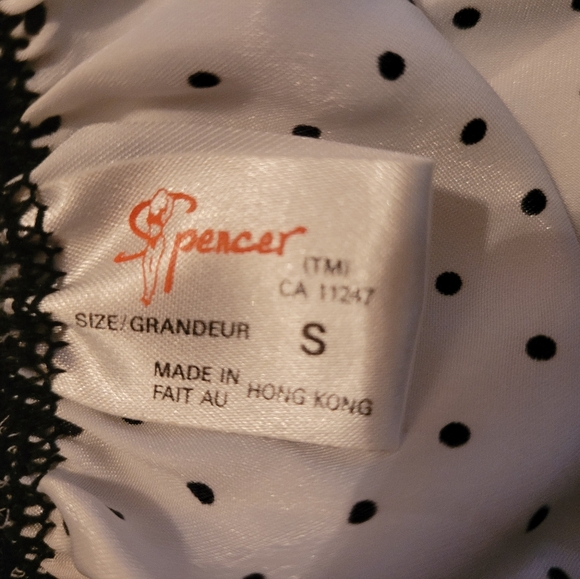 Spencer
(TM)
CA 11247
SIZE/GRANDEUR S
MADE IN HONG KONG
FAIT AU